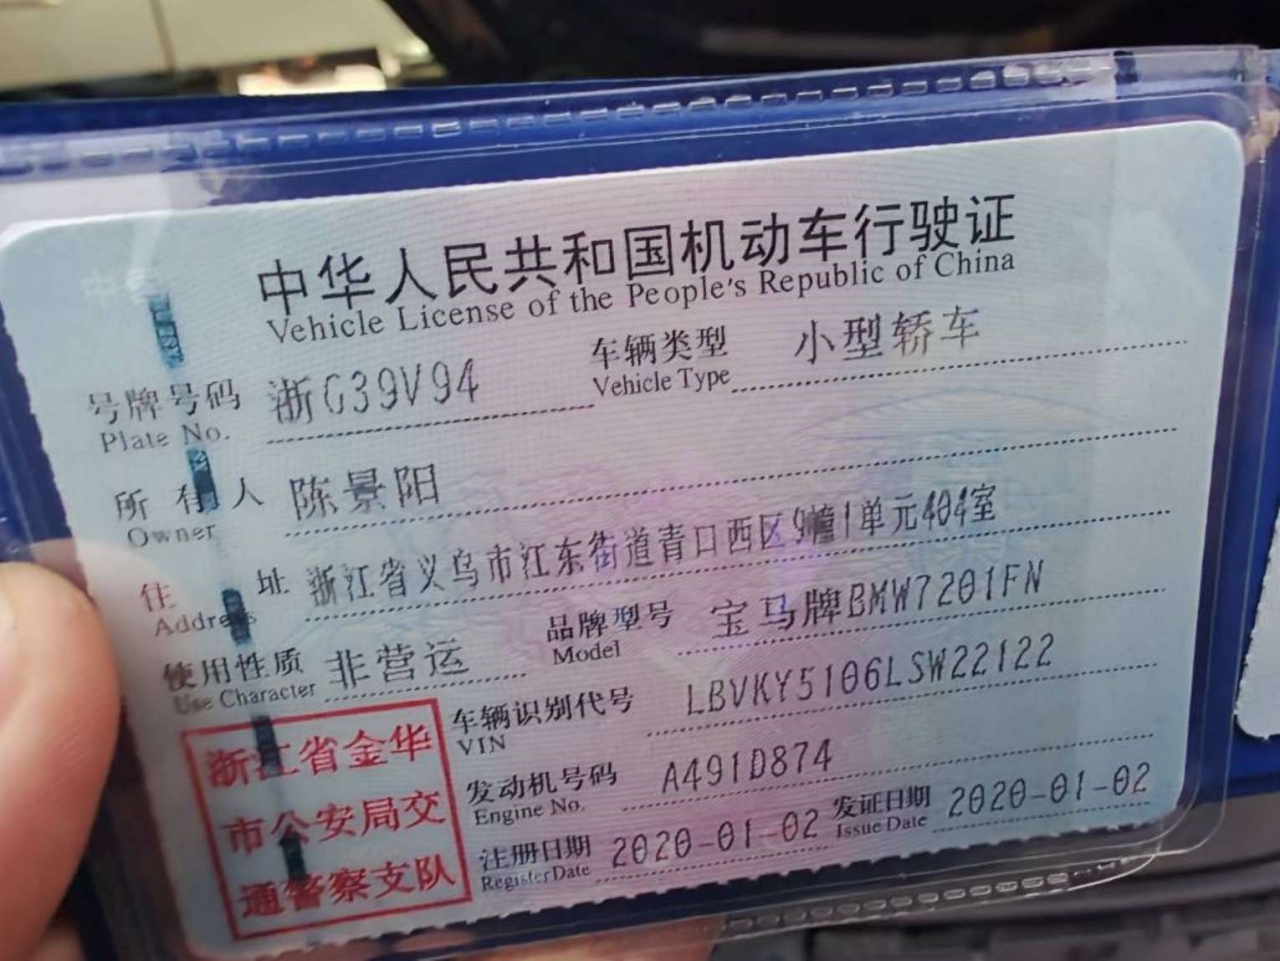 中华人民共和国机动车行驶证
Vehicle License of the People's Republic of China
号牌号码 浙G39V94 车辆类型 小型轿车
Plate No. Vehicle Type
所有人 陈景阳
Owner
住址 浙江省义乌市江东街道青口西区9幢1单元404室
Address
使用性质 非营运 品牌型号 宝马牌BMW7201FN
Use Character Model
车辆识别代号 LBVKY5106LSW22122
VIN
发动机号码 A491D874
Engine No.
注册日期 2020-01-02 发证日期 2020-01-02
Register Date Issue Date
浙江省金华
市公安局交
通警察支队